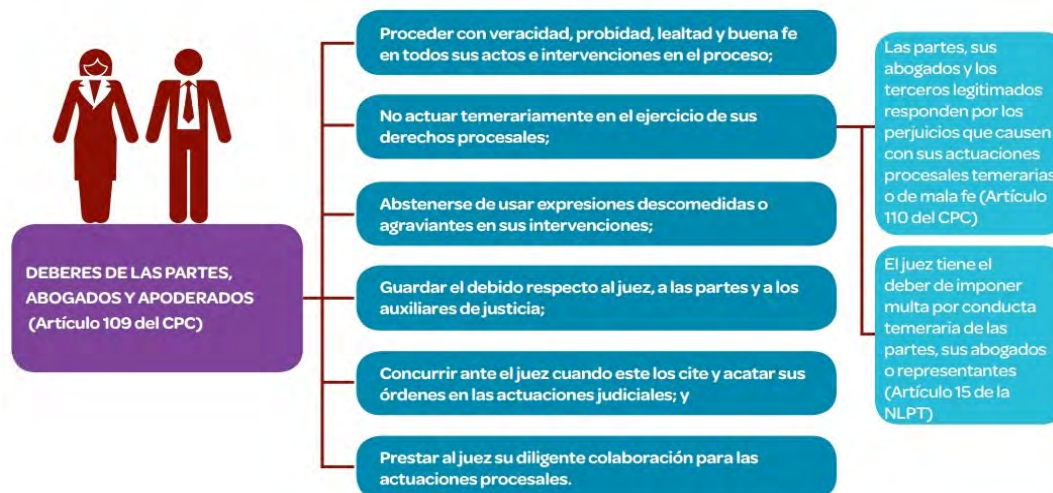 DEBERES DE LAS PARTES,
ABOGADOS Y APODERADOS
(Artículo 109 del CPC)
Proceder con veracidad, probidad, lealtad y buena fe
en todos sus actos e intervenciones en el proceso;
No actuar temerariamente en el ejercicio de sus
derechos procesales;
Abstenerse de usar expresiones descomedidas o
agraviantes en sus intervenciones;
Guardar el debido respecto al juez, a las partes y a los
auxiliares de justicia;
Concurrir ante el juez cuando este los cite y acatar sus
órdenes en las actuaciones judiciales; y
Prestar al juez su diligente colaboración para las
actuaciones procesales.
Las partes, sus
abogados y los
terceros legitimados
responden por los
perjuicios que causen
con sus actuaciones
procesales temerarias
o de mala fe (Artículo
110 del CPC)
El juez tiene el
deber de imponer
multa por conducta
temeraria de las
partes, sus abogados
o representantes
(Artículo 15 de la
NLPT)